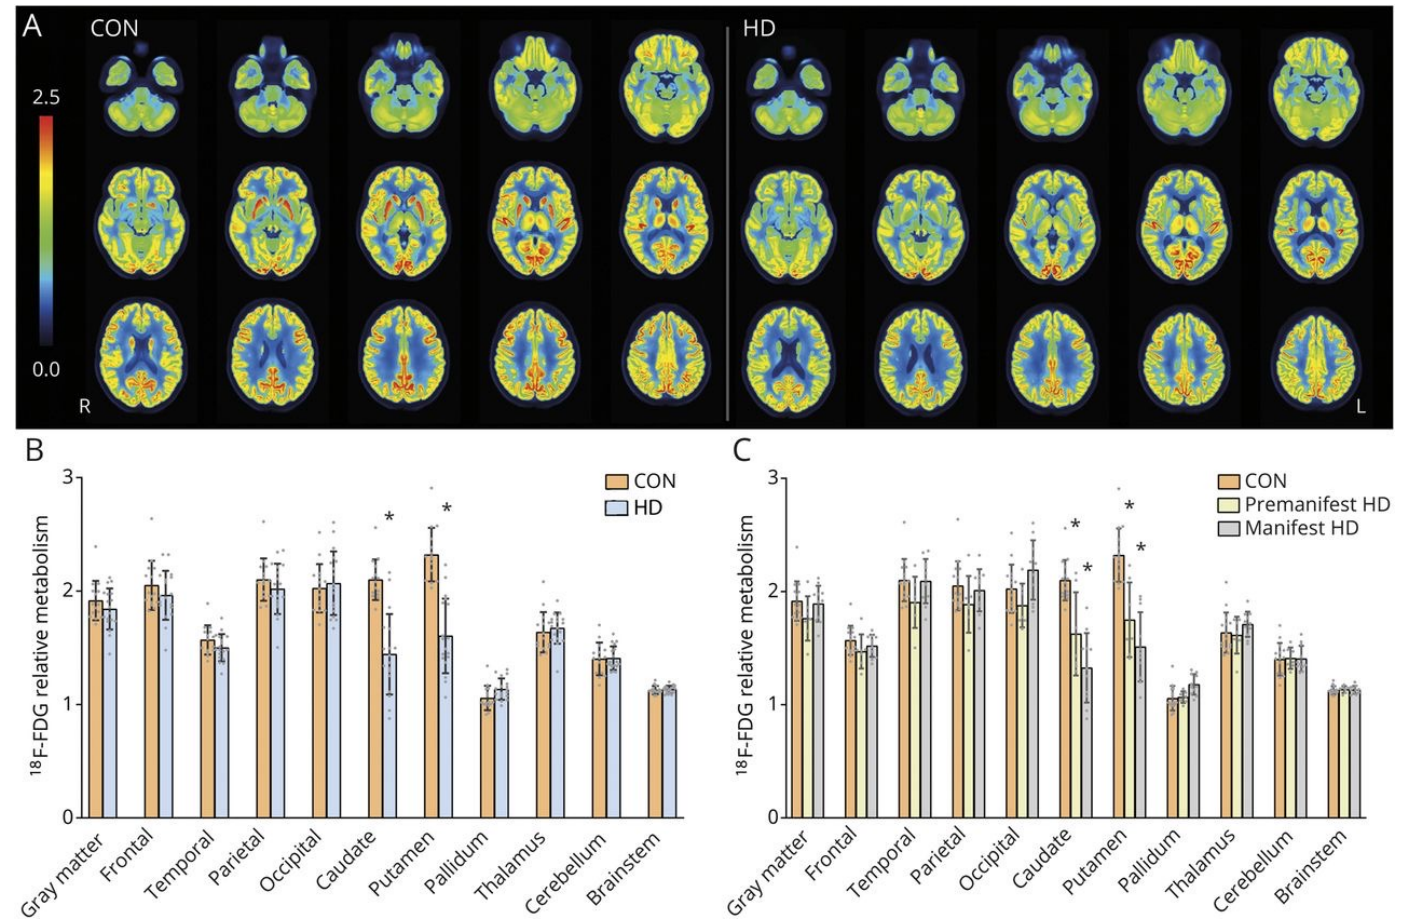 A
CON
HD
2.5
0.0
R
L
B
C
3
2
1
0
¹⁸F-FDG relative metabolism
CON
HD
*
*
Gray matter
Frontal
Temporal
Parietal
Occipital
Caudate
Putamen
Pallidum
Thalamus
Cerebellum
Brainstem
3
2
1
0
¹⁸F-FDG relative metabolism
CON
Premanifest HD
Manifest HD
*
*
*
*
Gray matter
Frontal
Temporal
Parietal
Occipital
Caudate
Putamen
Pallidum
Thalamus
Cerebellum
Brainstem